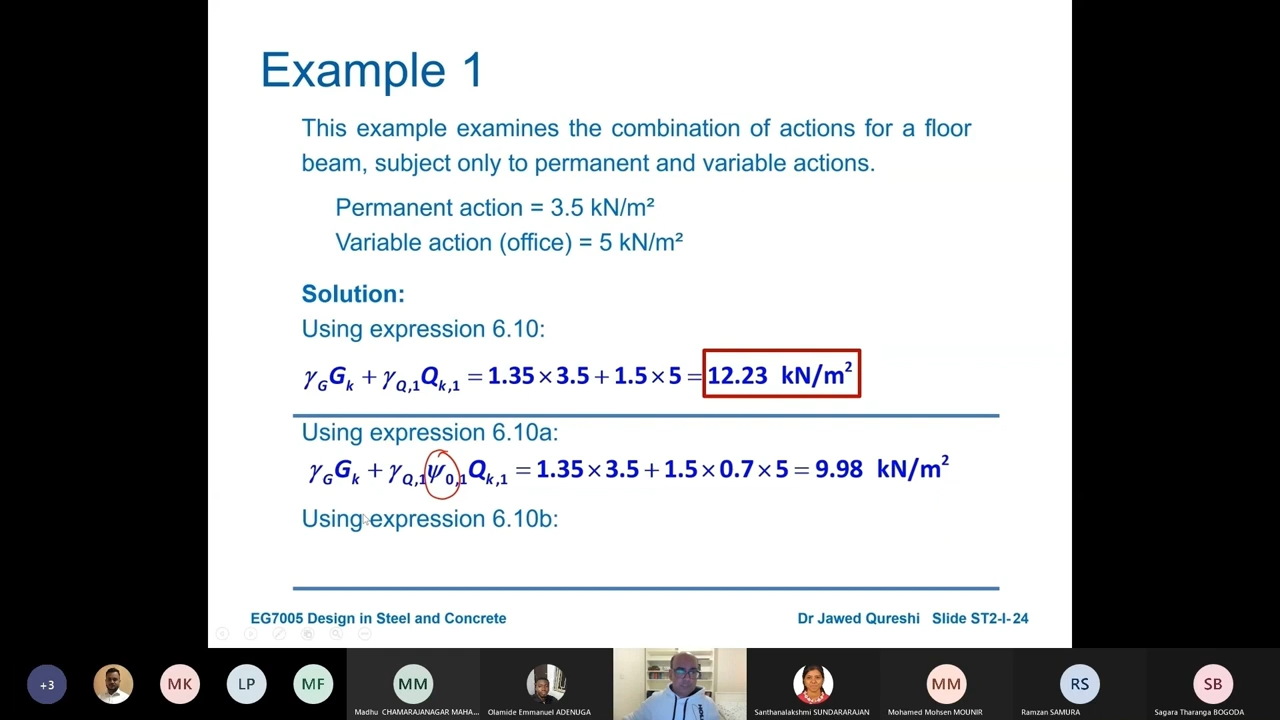 Example 1
This example examines the combination of actions for a floor
beam, subject only to permanent and variable actions.
Permanent action = 3.5 kN/m²
Variable action (office) = 5 kN/m²
Solution:
Using expression 6.10:
γ_G G_k + γ_Q,1 Q_k,1 = 1.35 × 3.5 + 1.5 × 5 = 12.23 kN/m²
Using expression 6.10a:
γ_G G_k + γ_Q,1 ψ_0,1 Q_k,1 = 1.35 × 3.5 + 1.5 × 0.7 × 5 = 9.98 kN/m²
Using expression 6.10b:
EG7005 Design in Steel and Concrete
Dr Jawed Qureshi Slide ST2-I-24
+3
MK
LP
MF
MM
MM
RS
SB
Madhu CHAMARAJANAGAR MAHA...
Olamide Emmanuel ADENUGA
Santhanalakshmi SUNDARARAJAN
Mohamed Mohsen MOUNIR
Ramzan SAMURA
Sagara Tharanga BOGODA